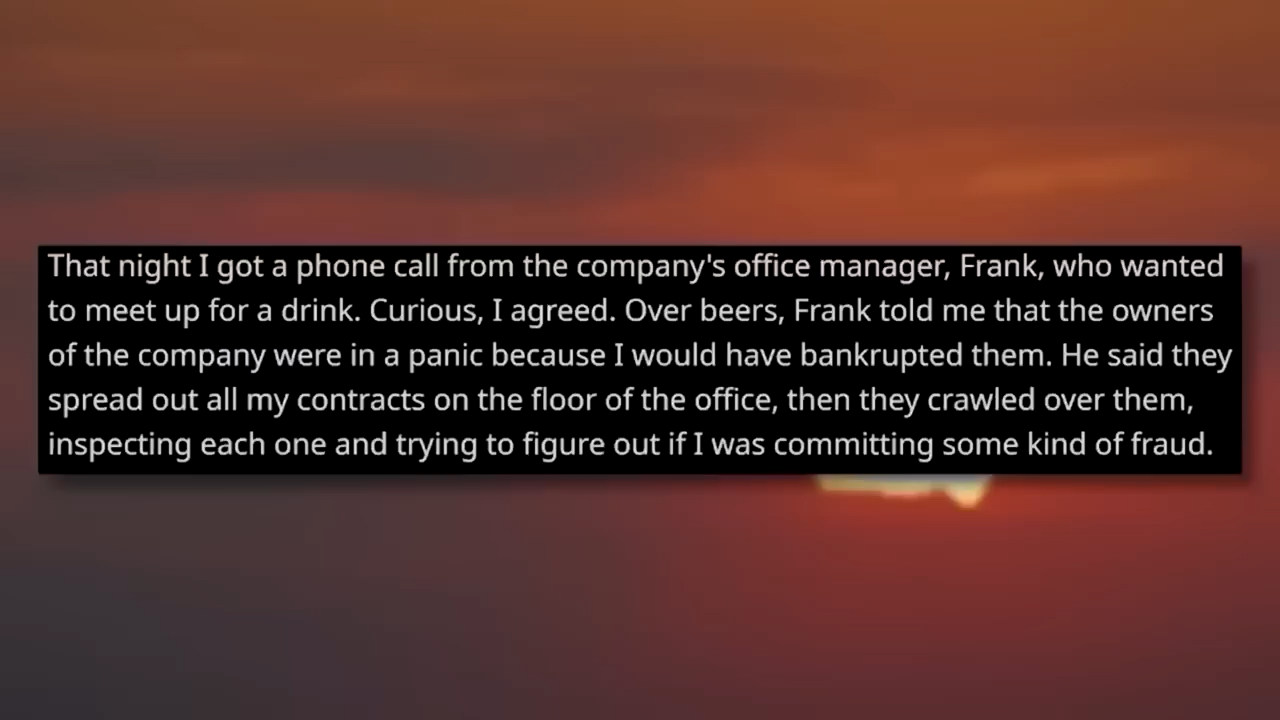 That night I got a phone call from the company's office manager, Frank, who wanted
to meet up for a drink. Curious, I agreed. Over beers, Frank told me that the owners
of the company were in a panic because I would have bankrupted them. He said they
spread out all my contracts on the floor of the office, then they crawled over them,
inspecting each one and trying to figure out if I was committing some kind of fraud.